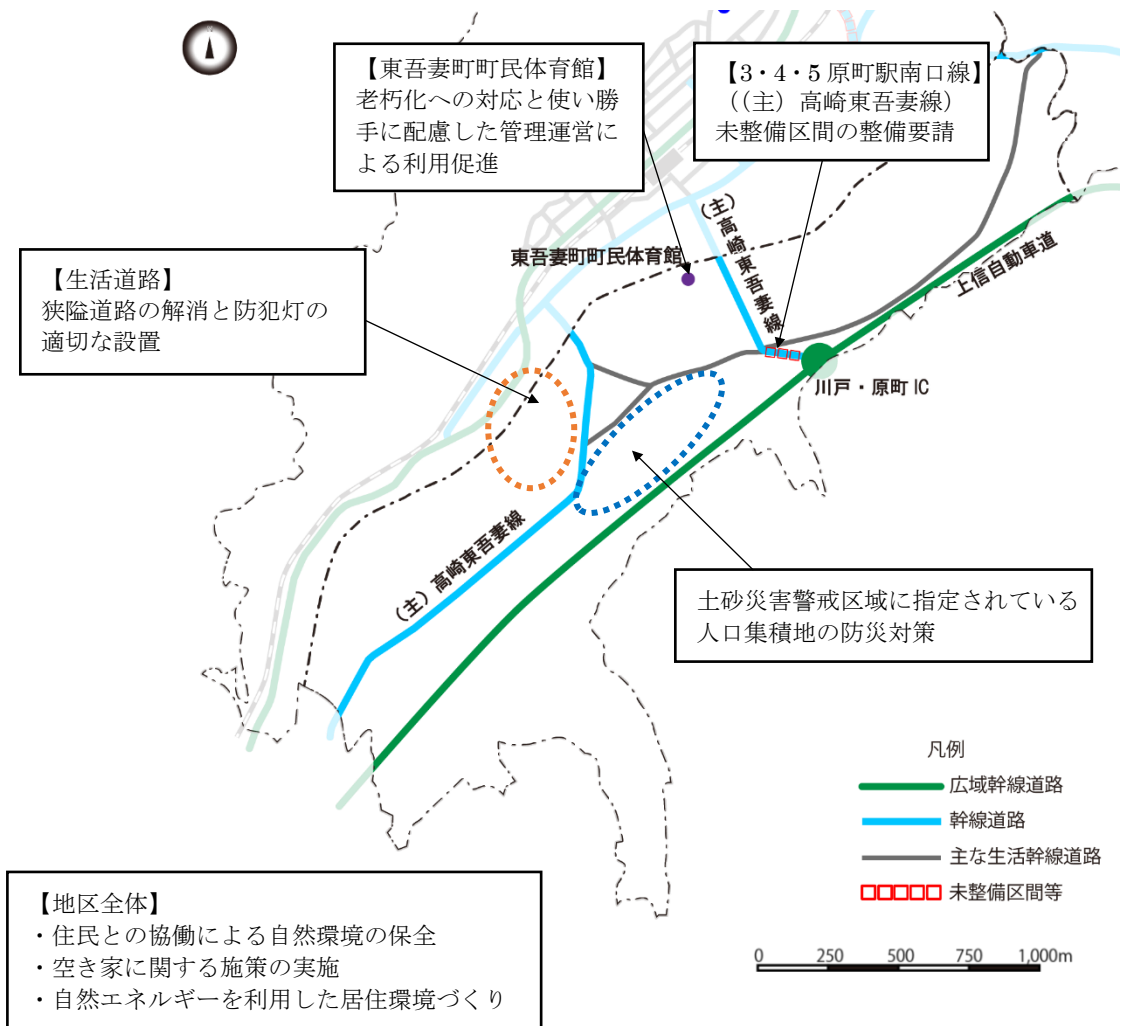 【東吾妻町町民体育館】
老朽化への対応と使い勝
手に配慮した管理運営に
よる利用促進
【3・4・5 原町駅南口線】
（（主）高崎東吾妻線）
未整備区間の整備要請
【生活道路】
狭隘道路の解消と防犯灯の
適切な設置
東吾妻町町民体育館
（主）高崎東吾妻線
上信自動車道
川戸・原町 IC
（主）高崎東吾妻線
土砂災害警戒区域に指定されている
人口集積地の防災対策
凡例
広域幹線道路
幹線道路
主な生活幹線道路
未整備区間等
【地区全体】
・住民との協働による自然環境の保全
・空き家に関する施策の実施
・自然エネルギーを利用した居住環境づくり
0 250 500 750 1,000m